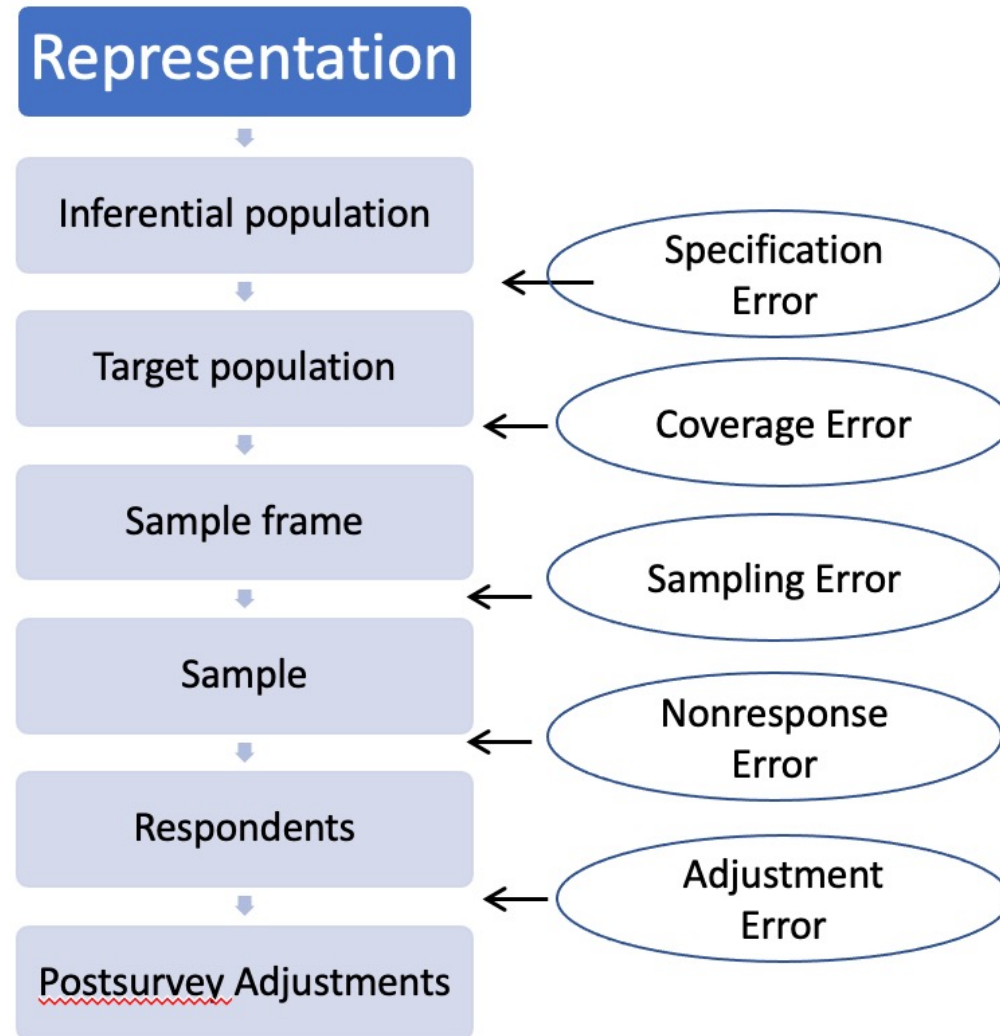 Representation
Inferential population
Specification
Error
Target population
Coverage Error
Sample frame
Sampling Error
Sample
Nonresponse
Error
Respondents
Adjustment
Error
Postsurvey Adjustments